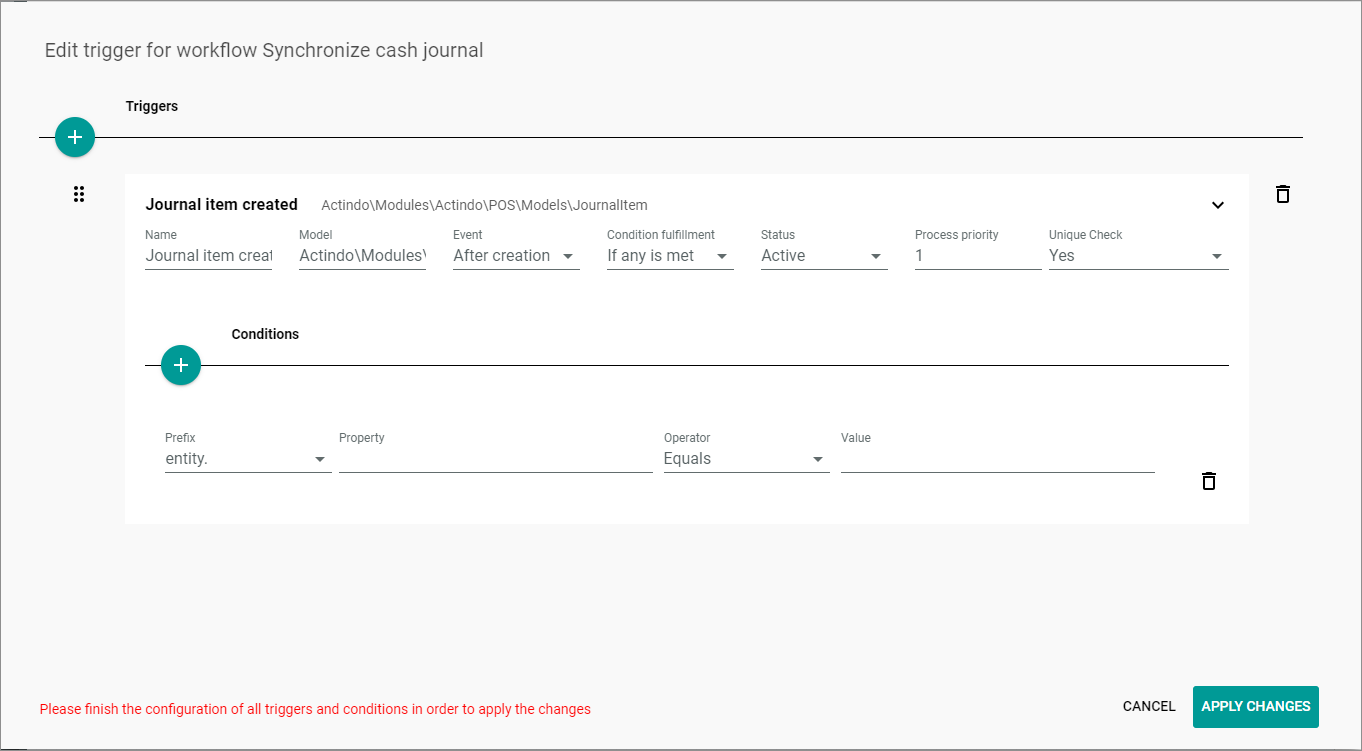 Edit trigger for workflow Synchronize cash journal
Triggers
Journal item created Actindo\Modules\Actindo\POS\Models\JournalItem
Name Model Event Condition fulfillment Status Process priority Unique Check
Journal item creat Actindo\Modules\ After creation If any is met Active 1 Yes
Conditions
Prefix Property Operator Value
entity. Equals
Please finish the configuration of all triggers and conditions in order to apply the changes
CANCEL APPLY CHANGES